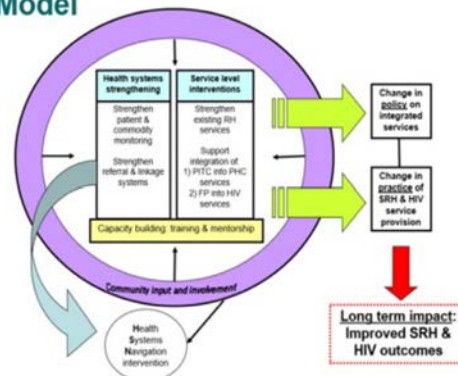 Model
Health systems
strengthening
Strengthen
patient &
commodity
monitoring
Strengthen
referral & linkage
systems
Service level
interventions
Strengthen
existing RH
services
Support
integration of
1) PITC into PHC
services
2) FP into HIV
services
Capacity building: training & mentorship
Community input and involvement
Health
Systems
Navigation
intervention
Change in
policy on
integrated
services
Change in
practice of
SRH & HIV
service
provision
Long term impact:
Improved SRH &
HIV outcomes